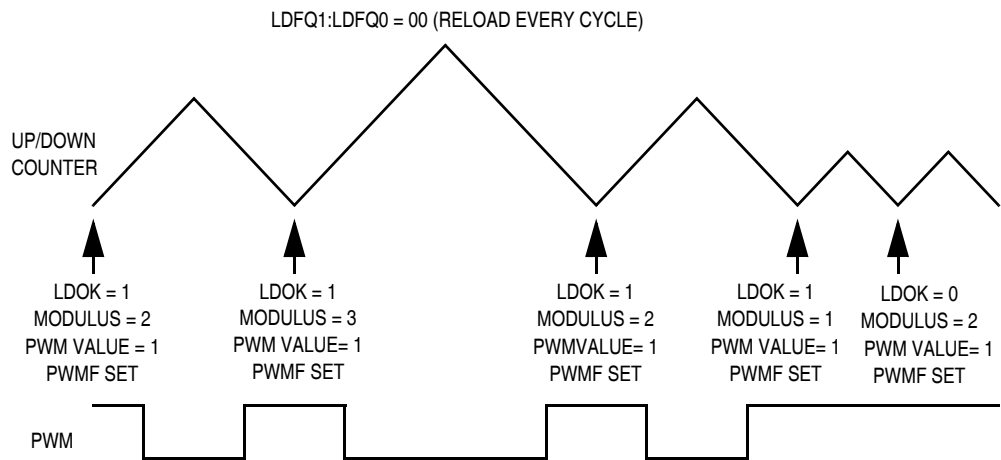 LDFQ1:LDFQ0 = 00 (RELOAD EVERY CYCLE)
UP/DOWN
COUNTER
LDOK = 1
MODULUS = 2
PWM VALUE = 1
PWMF SET
LDOK = 1
MODULUS = 3
PWM VALUE= 1
PWMF SET
LDOK = 1
MODULUS = 2
PWMVALUE= 1
PWMF SET
LDOK = 1
MODULUS = 1
PWM VALUE= 1
PWMF SET
LDOK = 0
MODULUS = 2
PWM VALUE= 1
PWMF SET
PWM